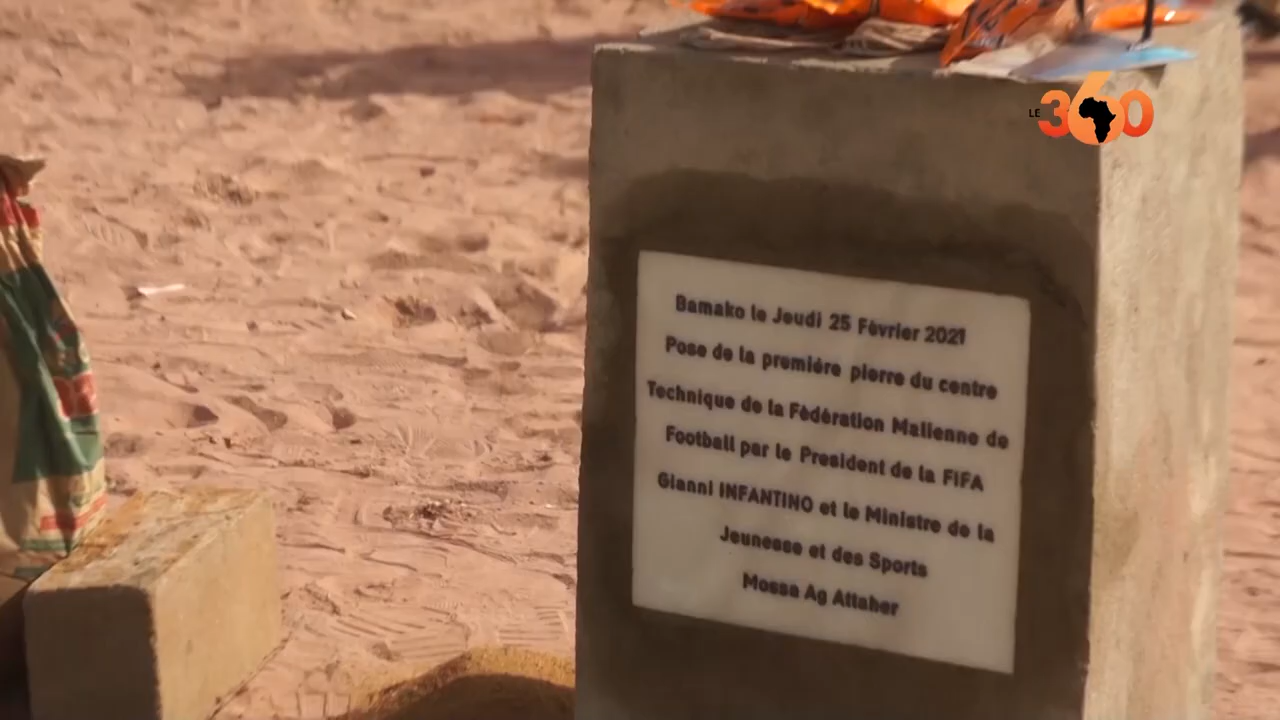 LE 360
Bamako le Jeudi 25 Février 2021
Pose de la premiére pierre du centre
Technique de la Fédération Malienne de
Football par le President de la FIFA
Gianni INFANTINO et le Ministre de la
Jeunesse et des Sports
Mossa Ag Attaher